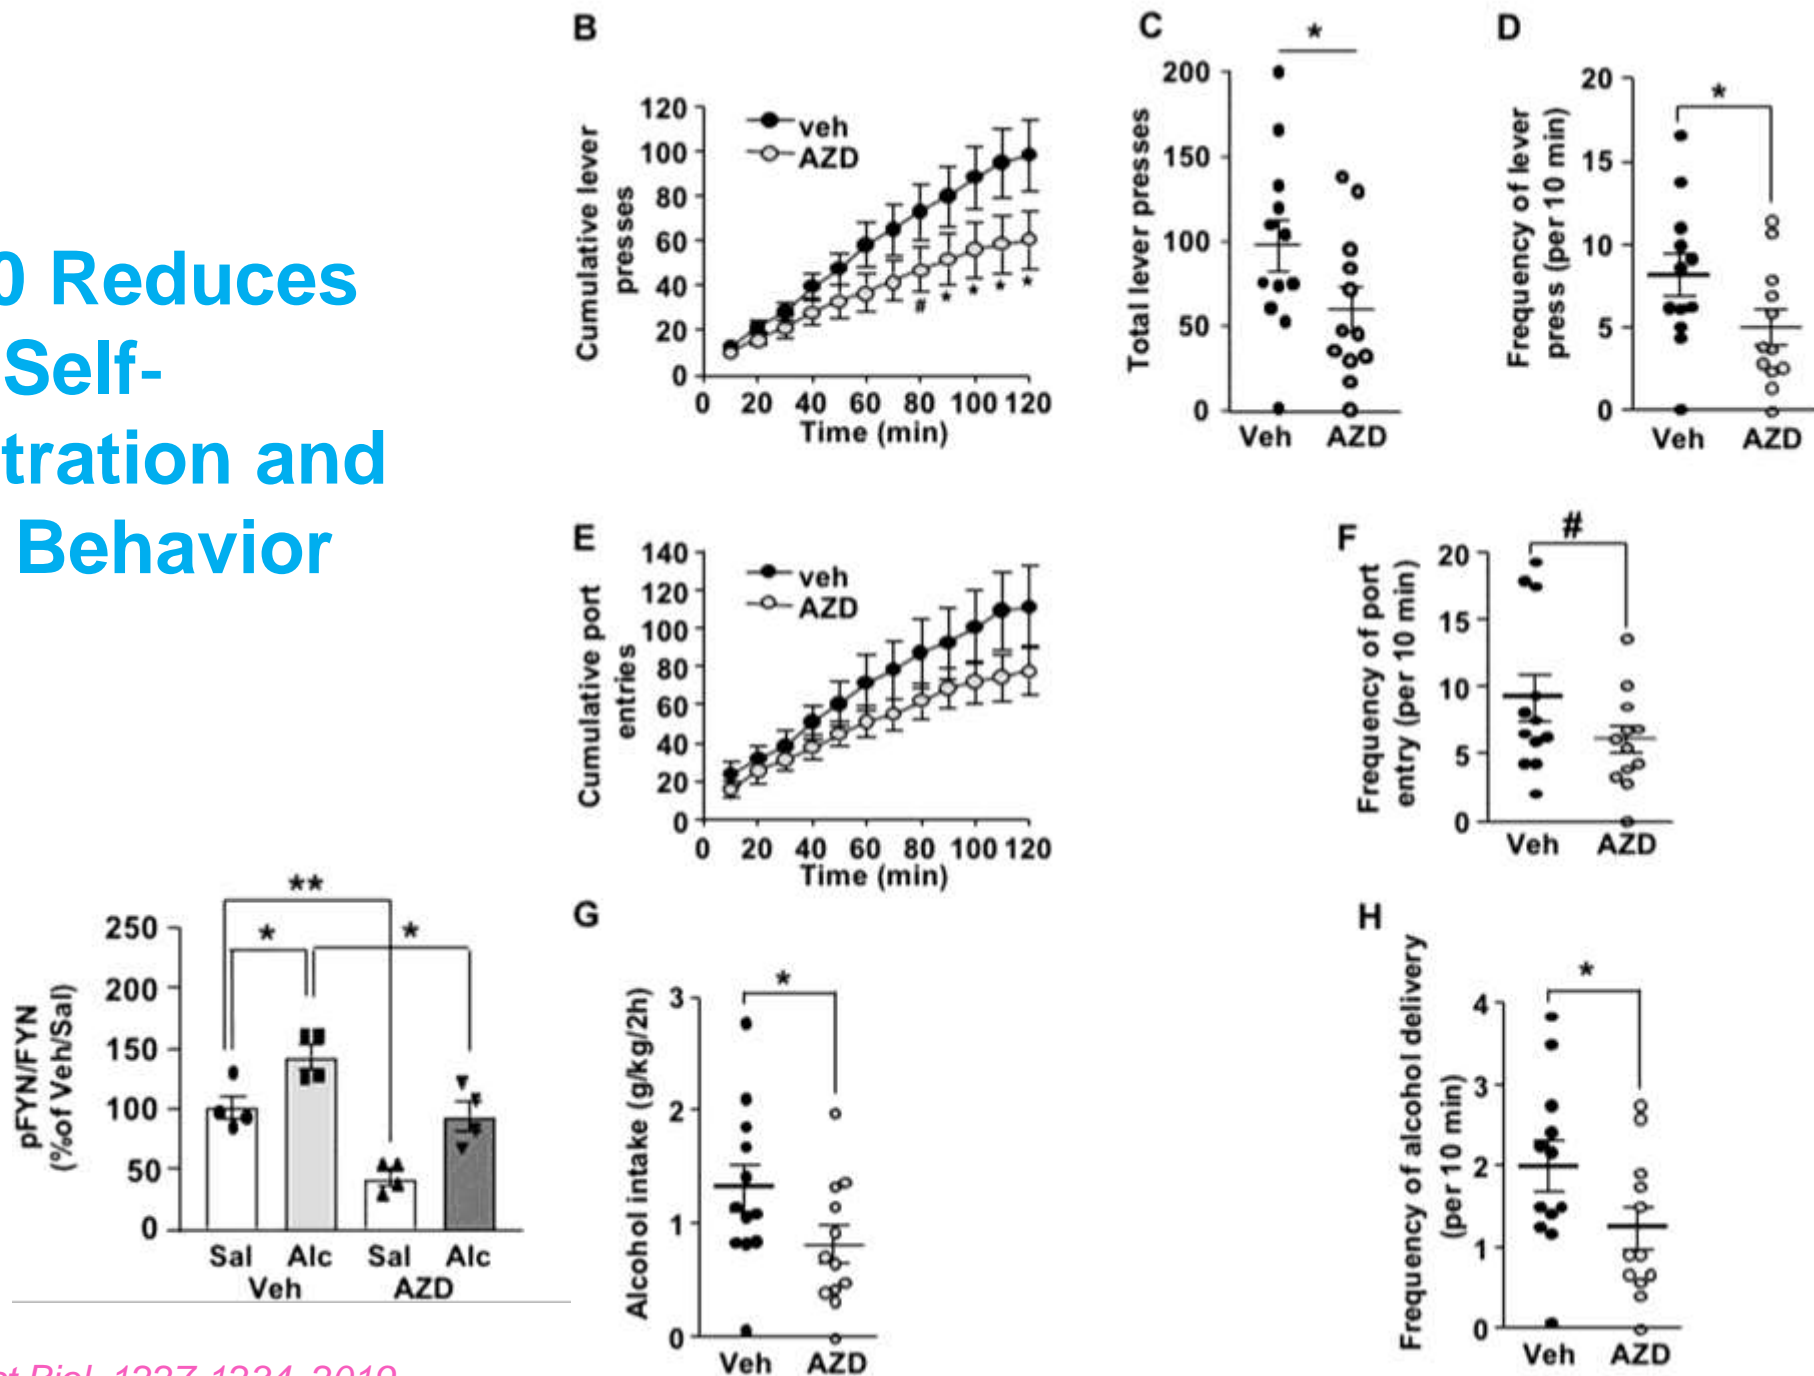 0 Reduces
Self-
tration and
Behavior
B
Cumulative lever
presses
120
100
80
60
40
20
0
veh
AZD
#
*
*
*
*
0 20 40 60 80 100 120
Time (min)
C
*
Total lever presses
200
150
100
50
0
Veh AZD
D
*
Frequency of lever
press (per 10 min)
20
15
10
5
0
Veh AZD
E
Cumulative port
entries
140
120
100
80
60
40
20
0
veh
AZD
0 20 40 60 80 100 120
Time (min)
F
#
Frequency of port
entry (per 10 min)
20
15
10
5
0
Veh AZD
**
*
*
pFYN/FYN
(%of Veh/Sal)
250
200
150
100
50
0
Sal Alc Sal Alc
Veh AZD
G
*
Alcohol intake (g/kg/2h)
3
2
1
0
Veh AZD
H
*
Frequency of alcohol delivery
(per 10 min)
4
3
2
1
0
Veh AZD